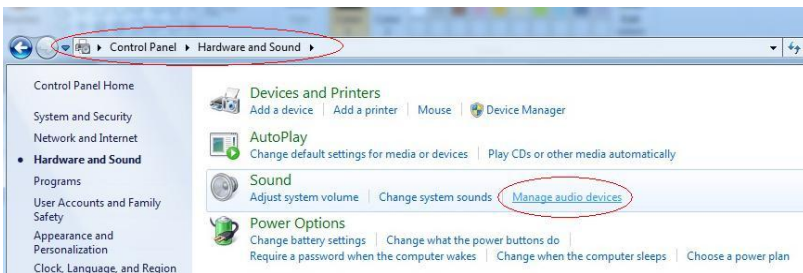 Control Panel ▸ Hardware and Sound ▸
Control Panel Home
System and Security
Network and Internet
Hardware and Sound
Programs
User Accounts and Family
Safety
Appearance and
Personalization
Clock, Language, and Region
Devices and Printers
Add a device | Add a printer | Mouse | Device Manager
AutoPlay
Change default settings for media or devices | Play CDs or other media automatically
Sound
Adjust system volume | Change system sounds | Manage audio devices
Power Options
Change battery settings | Change what the power buttons do
Require a password when the computer wakes | Change when the computer sleeps | Choose a power plan